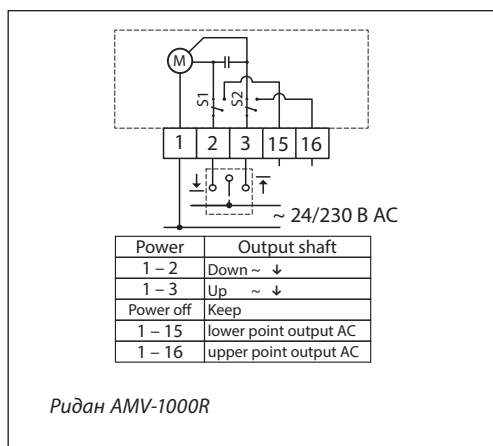 M
S1
S2
1 2 3 15 16
~ 24/230 В AC
Power Output shaft
1 – 2 Down ~ ↓
1 – 3 Up ~ ↓
Power off Keep
1 – 15 lower point output AC
1 – 16 upper point output AC
Ридан AMV-1000R